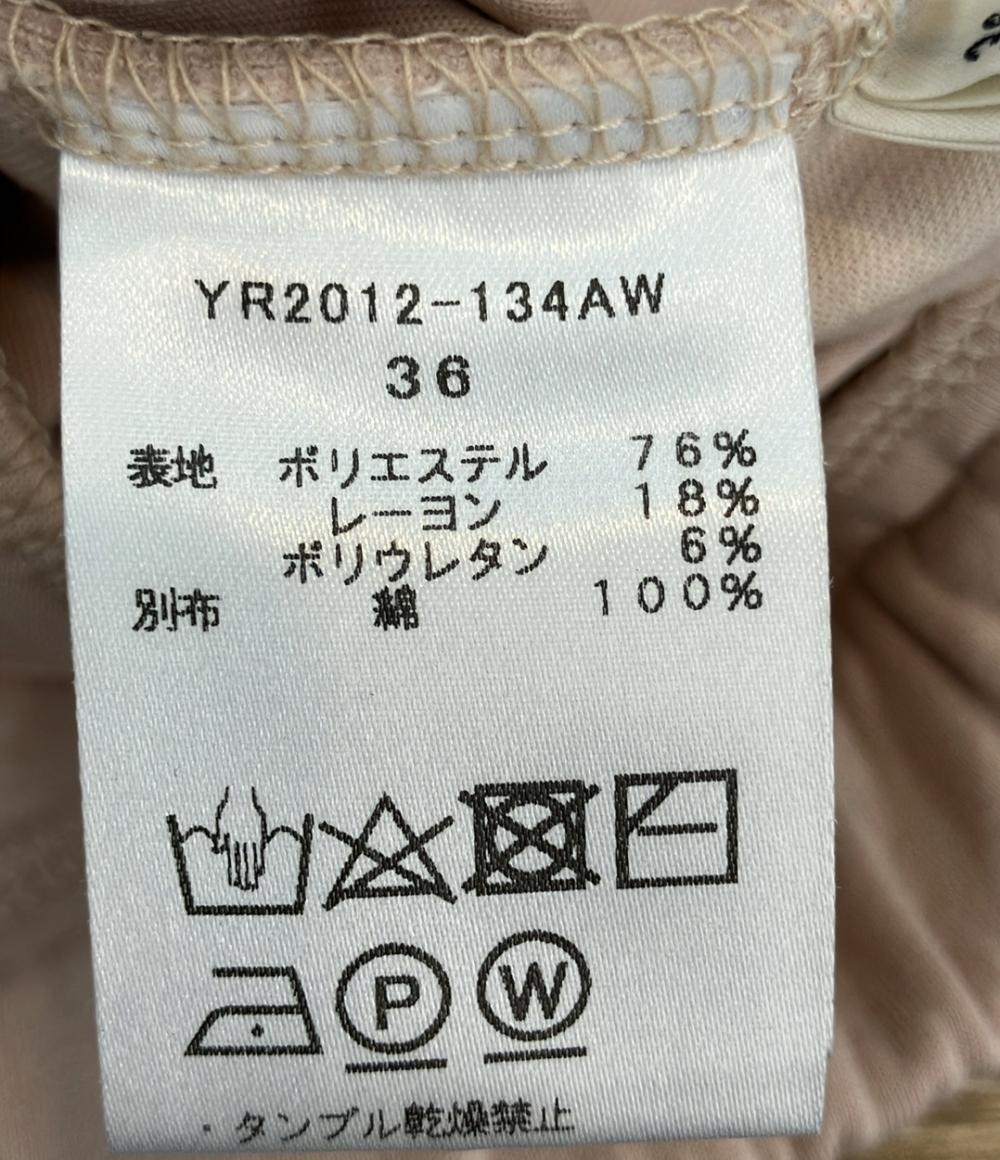 YR2012-134AW
36
表地 ポリエステル 76%
レーヨン 18%
ポリウレタン 6%
別布 綿 100%
P W
・タンブル乾燥禁止